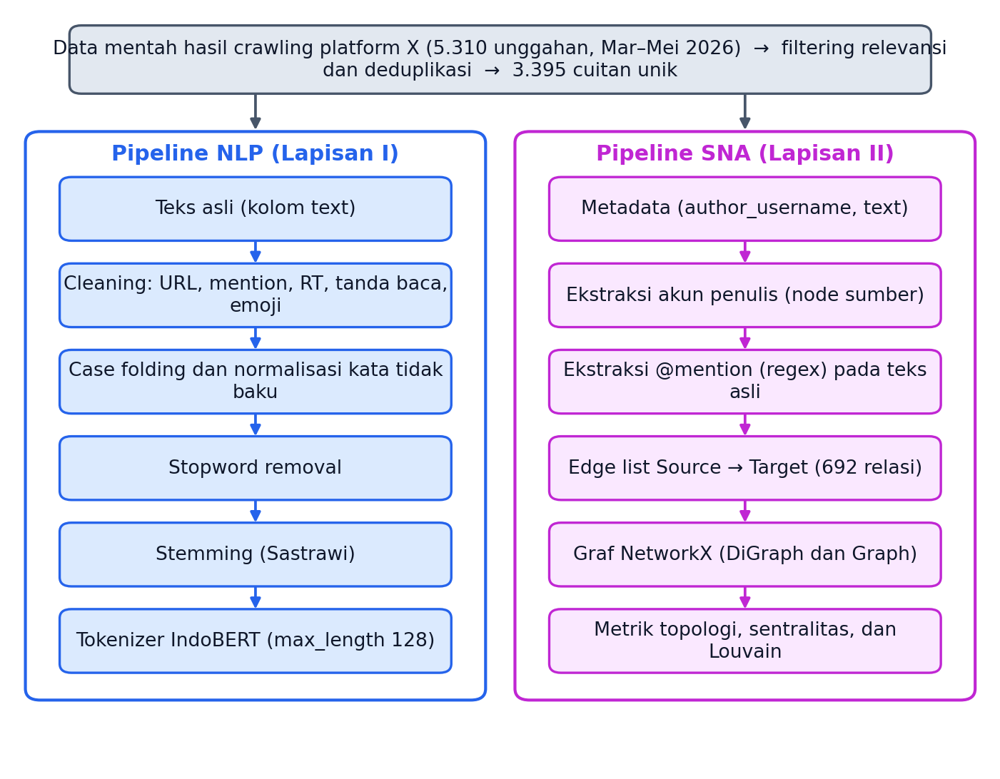 Data mentah hasil crawling platform X (5.310 unggahan, Mar–Mei 2026) → filtering relevansi
dan deduplikasi → 3.395 cuitan unik
Pipeline NLP (Lapisan I)
Teks asli (kolom text)
Cleaning: URL, mention, RT, tanda baca,
emoji
Case folding dan normalisasi kata tidak
baku
Stopword removal
Stemming (Sastrawi)
Tokenizer IndoBERT (max_length 128)
Pipeline SNA (Lapisan II)
Metadata (author_username, text)
Ekstraksi akun penulis (node sumber)
Ekstraksi @mention (regex) pada teks
asli
Edge list Source → Target (692 relasi)
Graf NetworkX (DiGraph dan Graph)
Metrik topologi, sentralitas, dan
Louvain